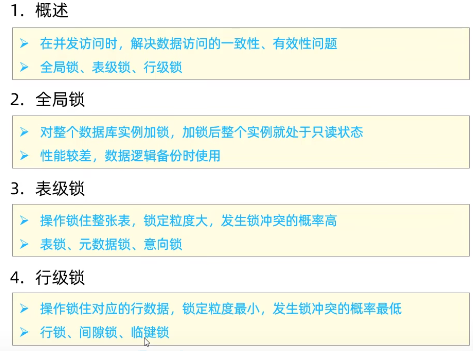 1. 概述
➢ 在并发访问时，解决数据访问的一致性、有效性问题
➢ 全局锁、表级锁、行级锁
2. 全局锁
➢ 对整个数据库实例加锁，加锁后整个实例就处于只读状态
➢ 性能较差，数据逻辑备份时使用
3. 表级锁
➢ 操作锁住整张表，锁定粒度大，发生锁冲突的概率高
➢ 表锁、元数据锁、意向锁
4. 行级锁
➢ 操作锁住对应的行数据，锁定粒度最小，发生锁冲突的概率最低
➢ 行锁、间隙锁、临键锁